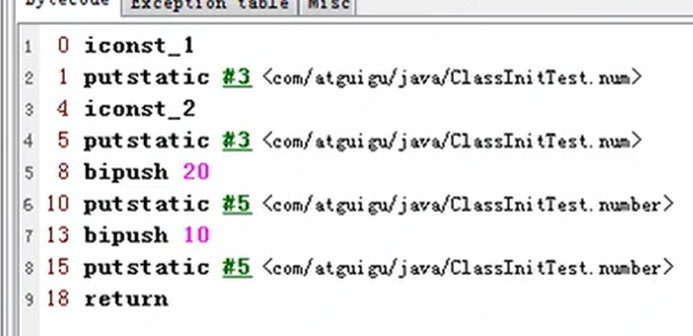 Bytecode Exception table Misc
1 0 iconst_1
2 1 putstatic #3 <com/atguigu/java/ClassInitTest.num>
3 4 iconst_2
4 5 putstatic #3 <com/atguigu/java/ClassInitTest.num>
5 8 bipush 20
6 10 putstatic #5 <com/atguigu/java/ClassInitTest.number>
7 13 bipush 10
8 15 putstatic #5 <com/atguigu/java/ClassInitTest.number>
9 18 return